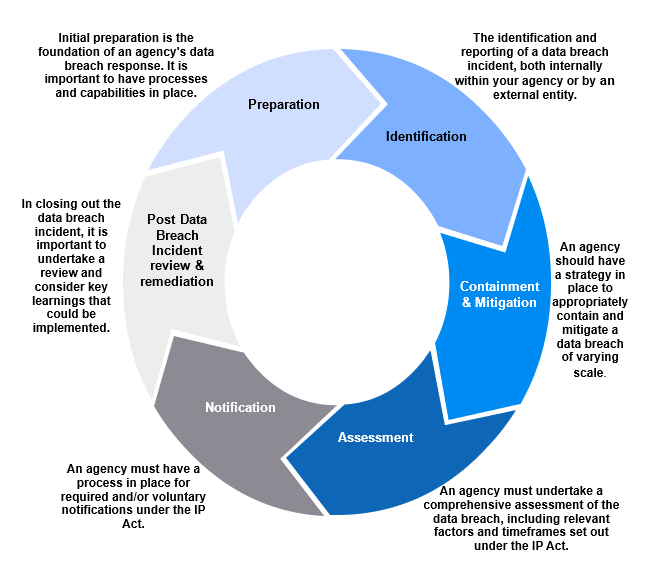 Initial preparation is the
foundation of an agency's data
breach response. It is
important to have processes
and capabilities in place.
Preparation
The identification and
reporting of a data breach
incident, both internally
within your agency or by an
external entity.
Identification
An agency
should have
a strategy in
place to
appropriately
contain and
mitigate a
data breach
of varying
scale.
Containment
& Mitigation
An agency must undertake a
comprehensive assessment of the
data breach, including relevant
factors and timeframes set out
under the IP Act.
Assessment
An agency must have a
process in place for
required and/or voluntary
notifications under the IP
Act.
Notification
In closing out the
data breach
incident, it is
important to
undertake a
review and
consider key
learnings that
could be
implemented.
Post Data
Breach
Incident
review &
remediation